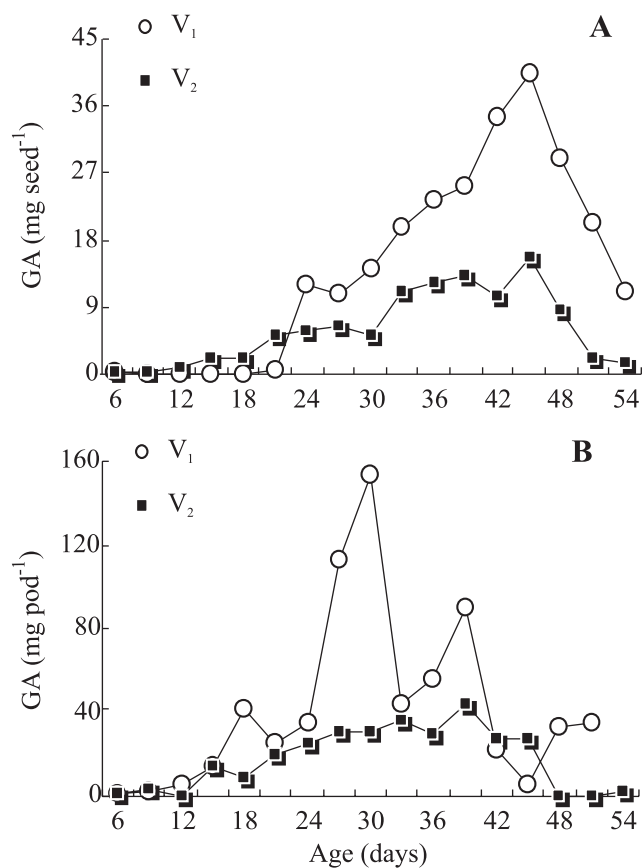 45
V₁
A
36
V₂
27
18
9
0
GA (mg seed⁻¹)
6 12 18 24 30 36 42 48 54
V₁
B
160
V₂
120
80
40
0
GA (mg pod⁻¹)
6 12 18 24 30 36 42 48 54
Age (days)